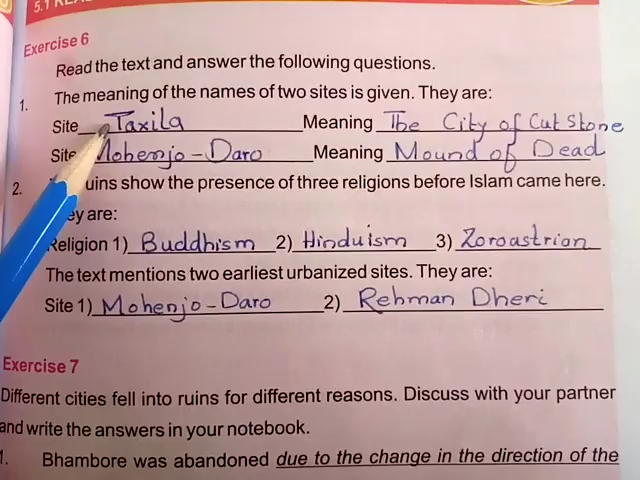 5.1
Exercise 6
Read the text and answer the following questions.
1. The meaning of the names of two sites is given. They are:
Site Taxila Meaning The City of Cut Stone
Site Mohenjo-Daro Meaning Mound of Dead
2. ruins show the presence of three religions before Islam came here.
They are:
Religion 1) Buddhism 2) Hinduism 3) Zoroastrian
The text mentions two earliest urbanized sites. They are:
Site 1) Mohenjo-Daro 2) Rehman Dheri
Exercise 7
Different cities fell into ruins for different reasons. Discuss with your partner
and write the answers in your notebook.
1. Bhambore was abandoned due to the change in the direction of the